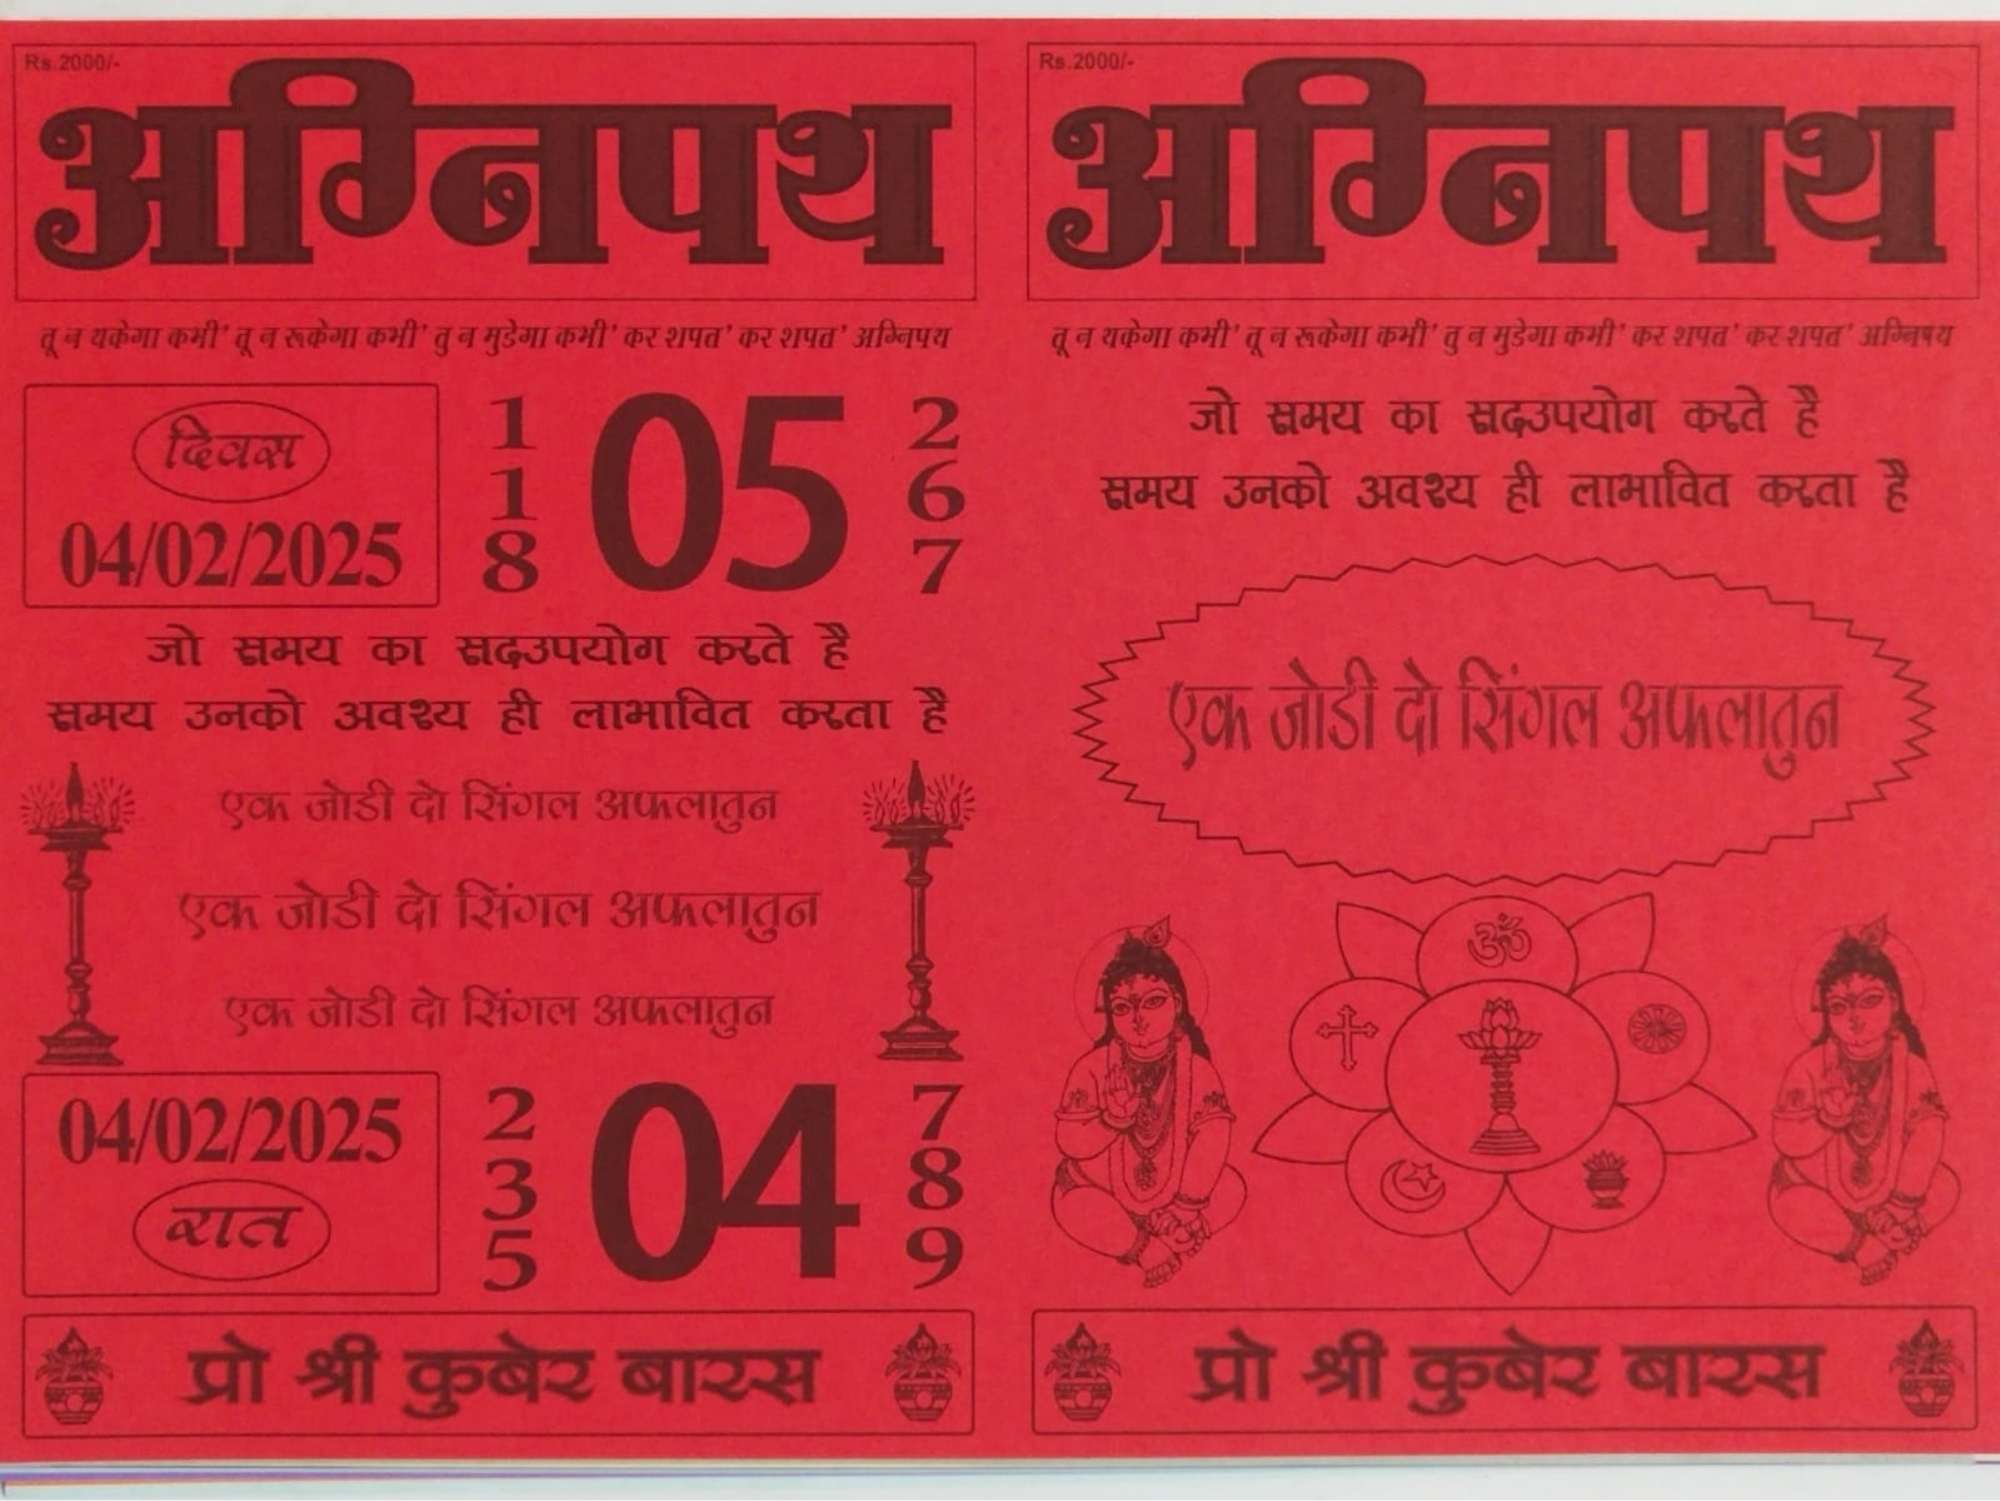 Rs.2000/-
अग्निपथ
तू न थकेगा कभी' तू न रूकेगा कभी' तु न मुडेगा कभी' कर शपत' कर शपत' अग्निपथ
दिवस
04/02/2025
1 05 2
1 6
8 7
जो समय का सदउपयोग करते है
समय उनको अवश्य ही लाभावित करता है
एक जोडी दो सिंगल अफलातुन
एक जोडी दो सिंगल अफलातुन
एक जोडी दो सिंगल अफलातुन
04/02/2025
रात
2 04 7
3 8
5 9
प्रो श्री कुबेर बारस
Rs.2000/-
अग्निपथ
तू न थकेगा कभी' तू न रूकेगा कभी' तु न मुडेगा कभी' कर शपत' कर शपत' अग्निपथ
जो समय का सदउपयोग करते है
समय उनको अवश्य ही लाभावित करता है
एक जोडी दो सिंगल अफलातुन
ॐ
प्रो श्री कुबेर बारस